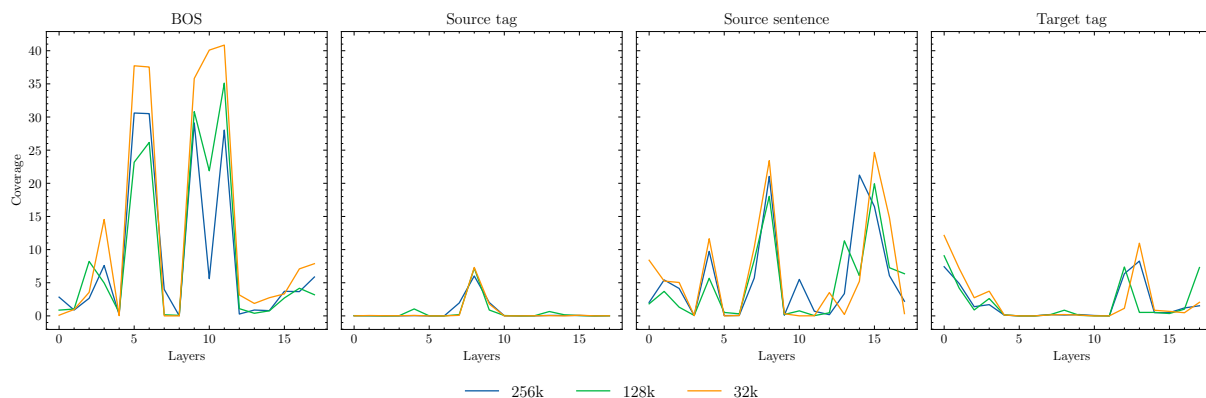 BOS
Source tag
Source sentence
Target tag
Coverage
40
35
30
25
20
15
10
5
0
0 5 10 15
0 5 10 15
0 5 10 15
0 5 10 15
Layers
Layers
Layers
Layers
256k 128k 32k